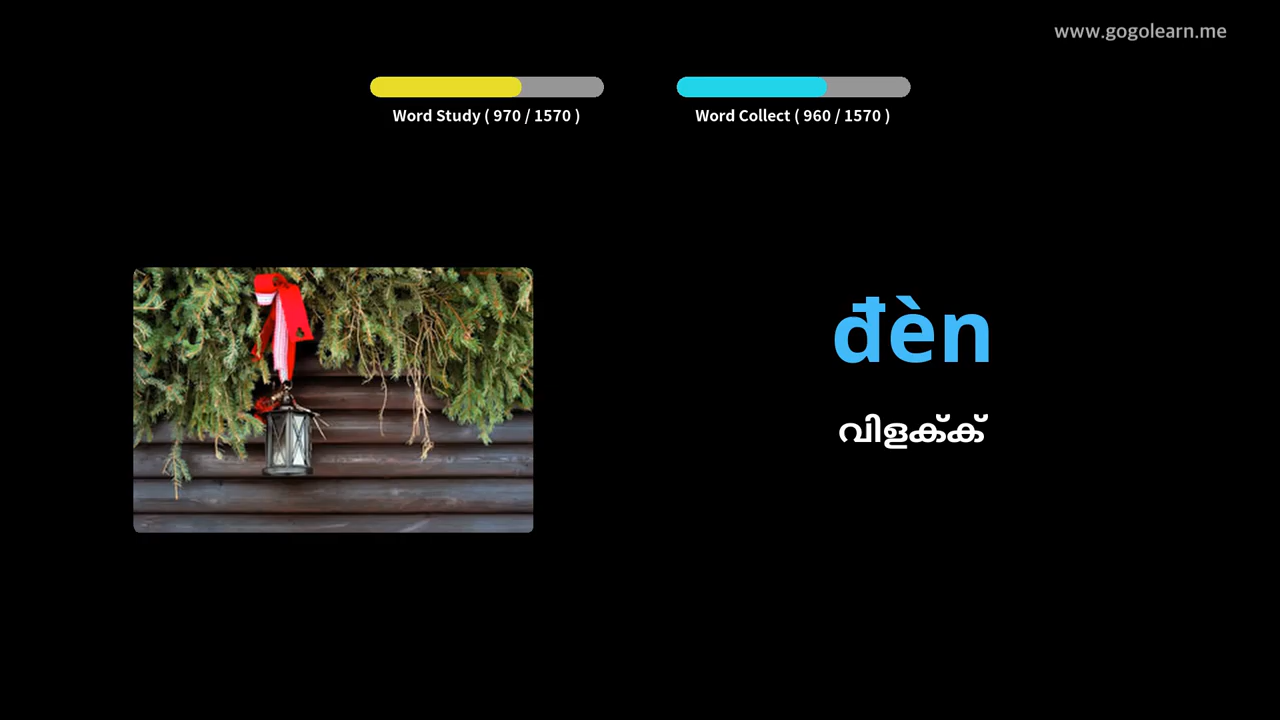 www.gogolearn.me
Word Study ( 970 / 1570 )
Word Collect ( 960 / 1570 )
đèn
വിളക്ക്